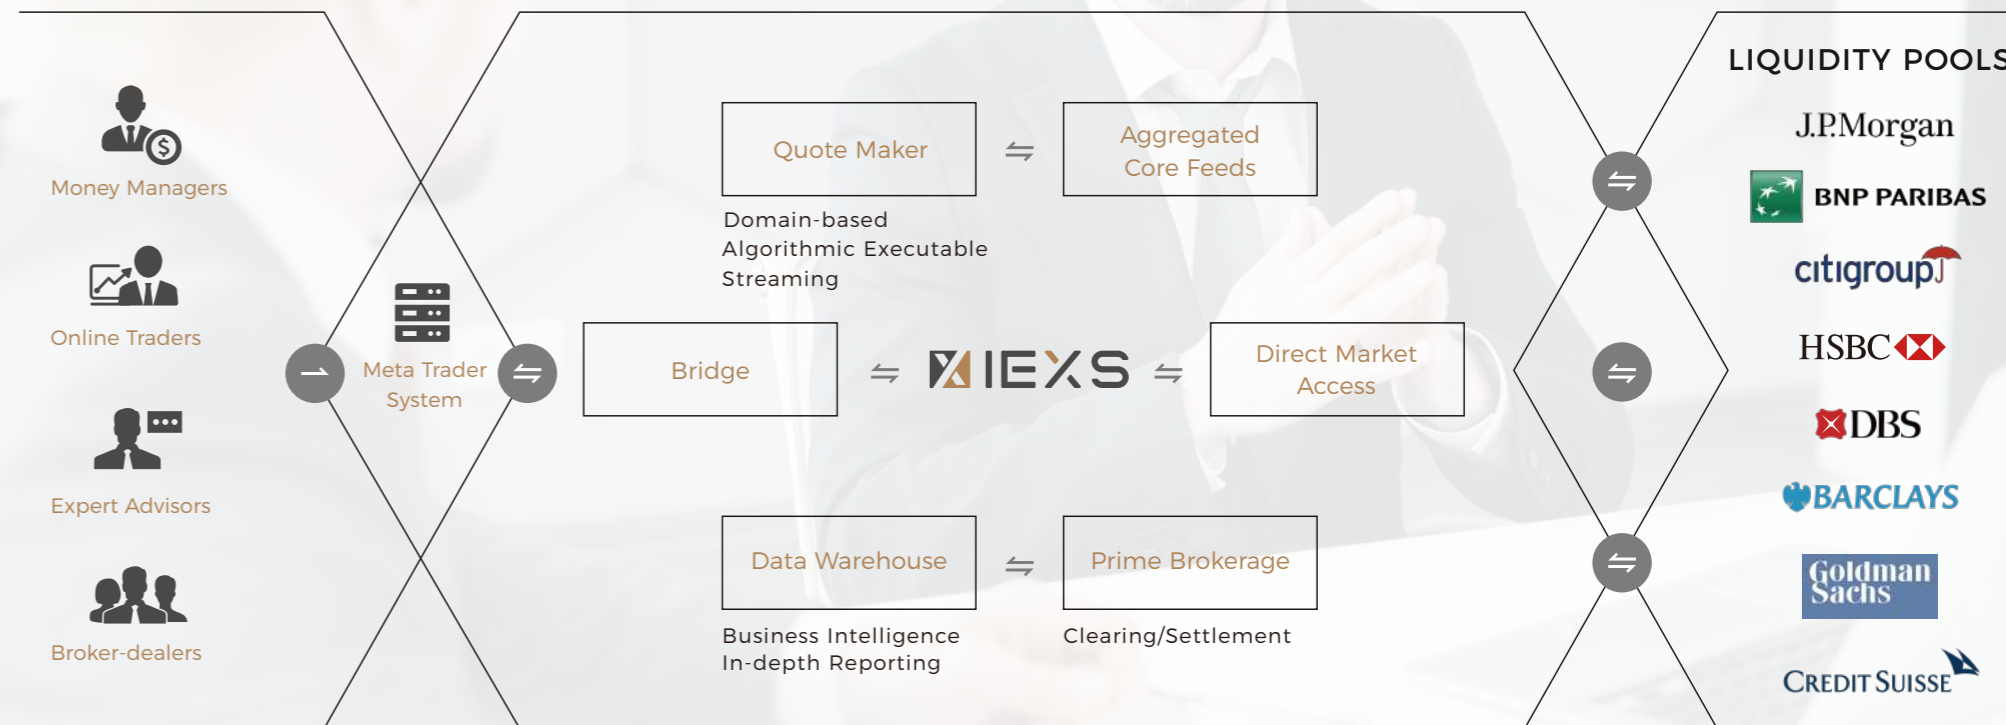 Money Managers
Online Traders
Expert Advisors
Broker-dealers
Meta Trader
System
Quote Maker
Aggregated
Core Feeds
Domain-based
Algorithmic Executable
Streaming
Bridge
IEXS
Direct Market
Access
Data Warehouse
Prime Brokerage
Business Intelligence
In-depth Reporting
Clearing/Settlement
LIQUIDITY POOLS
J.P.Morgan
BNP PARIBAS
citigroup
HSBC
DBS
BARCLAYS
Goldman
Sachs
CREDIT SUISSE